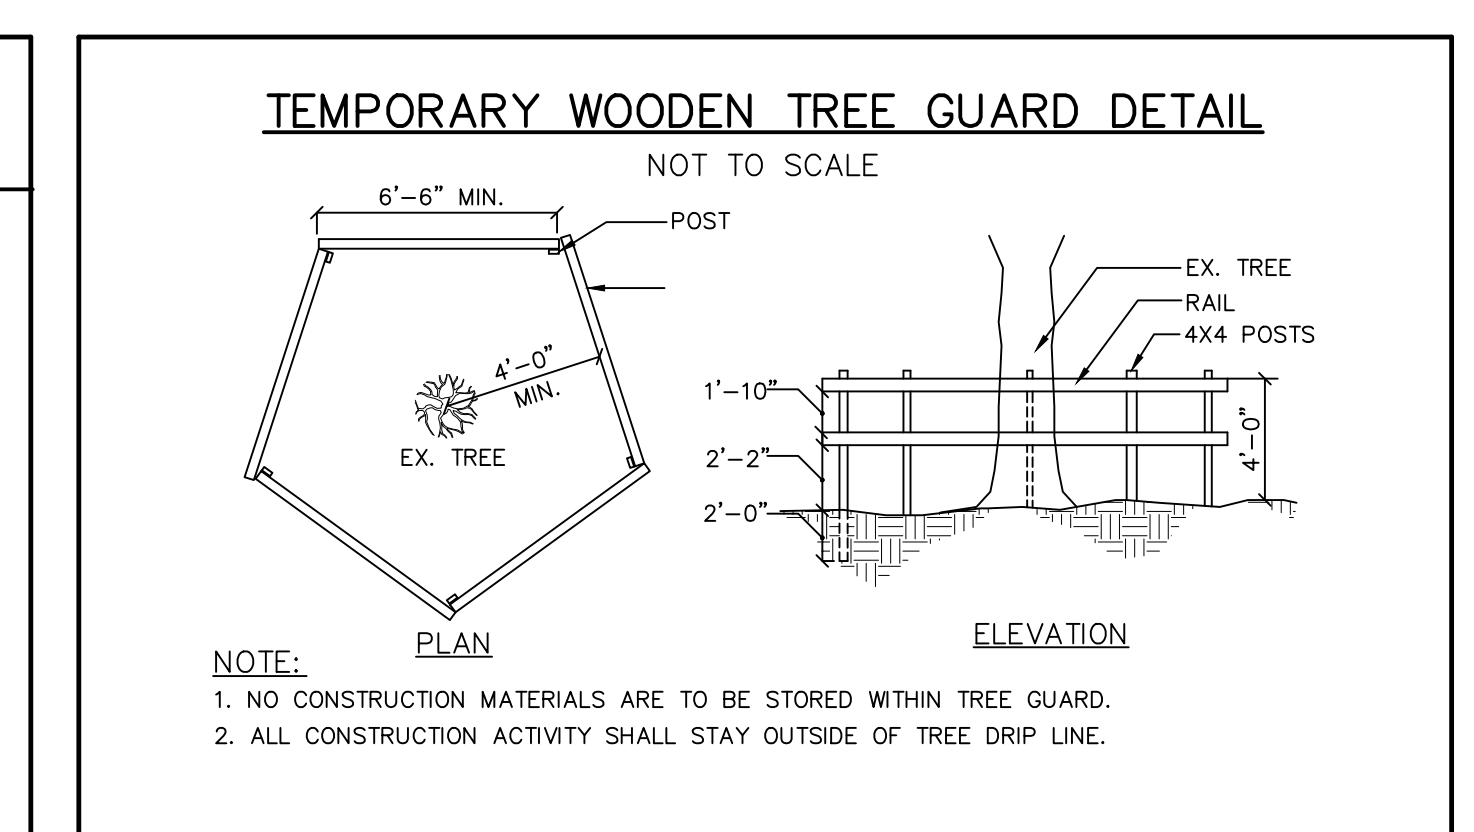 TEMPORARY WOODEN TREE GUARD DETAIL
NOT TO SCALE
6'-6" MIN.
POST
4'-0"
MIN.
EX. TREE
PLAN
EX. TREE
RAIL
4X4 POSTS
1'-10"
2'-2"
2'-0"
4'-0"
ELEVATION
NOTE:
1. NO CONSTRUCTION MATERIALS ARE TO BE STORED WITHIN TREE GUARD.
2. ALL CONSTRUCTION ACTIVITY SHALL STAY OUTSIDE OF TREE DRIP LINE.